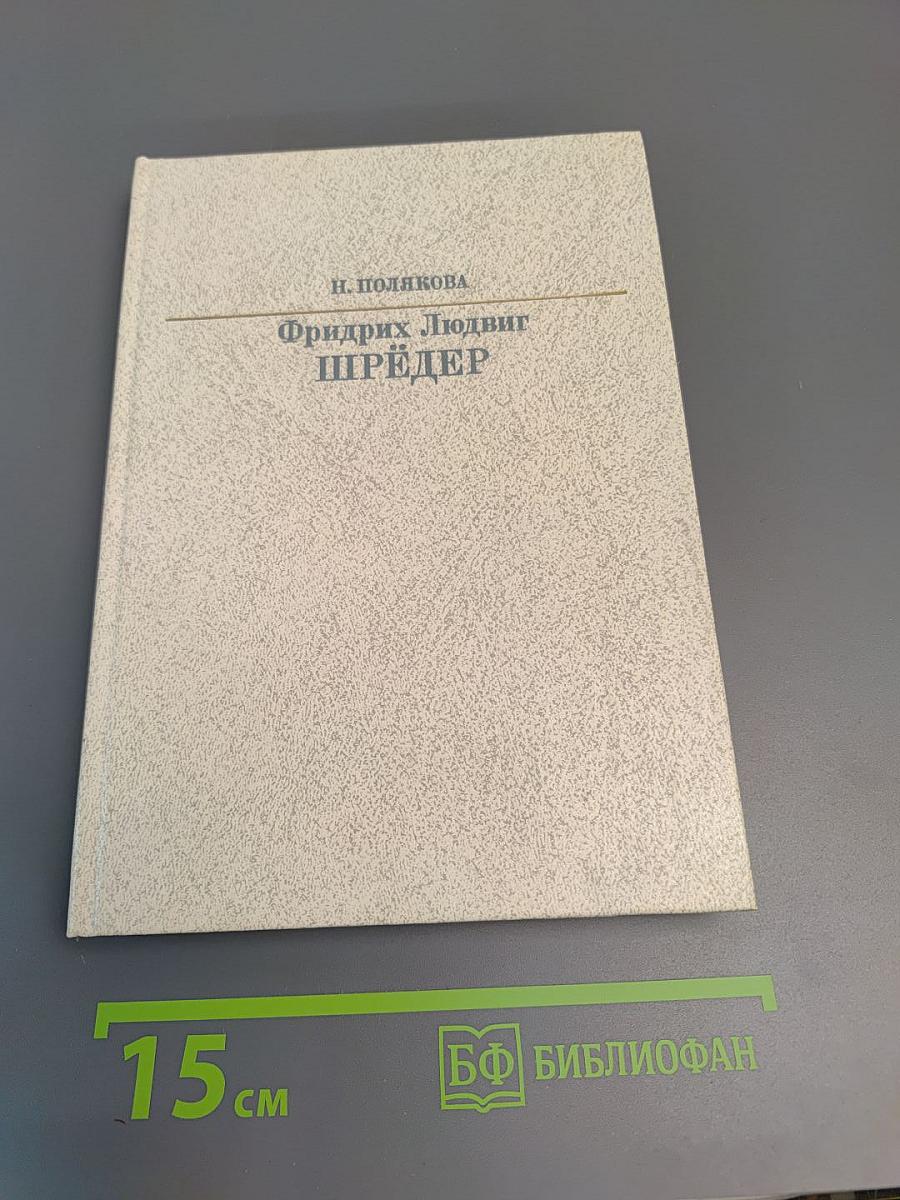 Н. ПОЛЯКОВА
Фридрих Людвиг
ШРЁДЕР
15 см
БФ БИБЛИОФАН